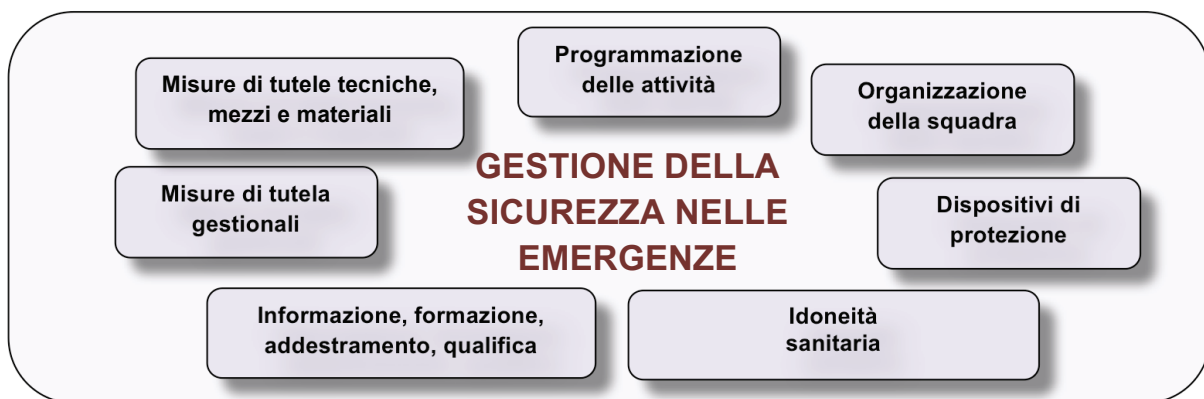 Programmazione
delle attività
Misure di tutele tecniche,
mezzi e materiali
Organizzazione
della squadra
GESTIONE DELLA
SICUREZZA NELLE
EMERGENZE
Misure di tutela
gestionali
Dispositivi di
protezione
Informazione, formazione,
addestramento, qualifica
Idoneità
sanitaria